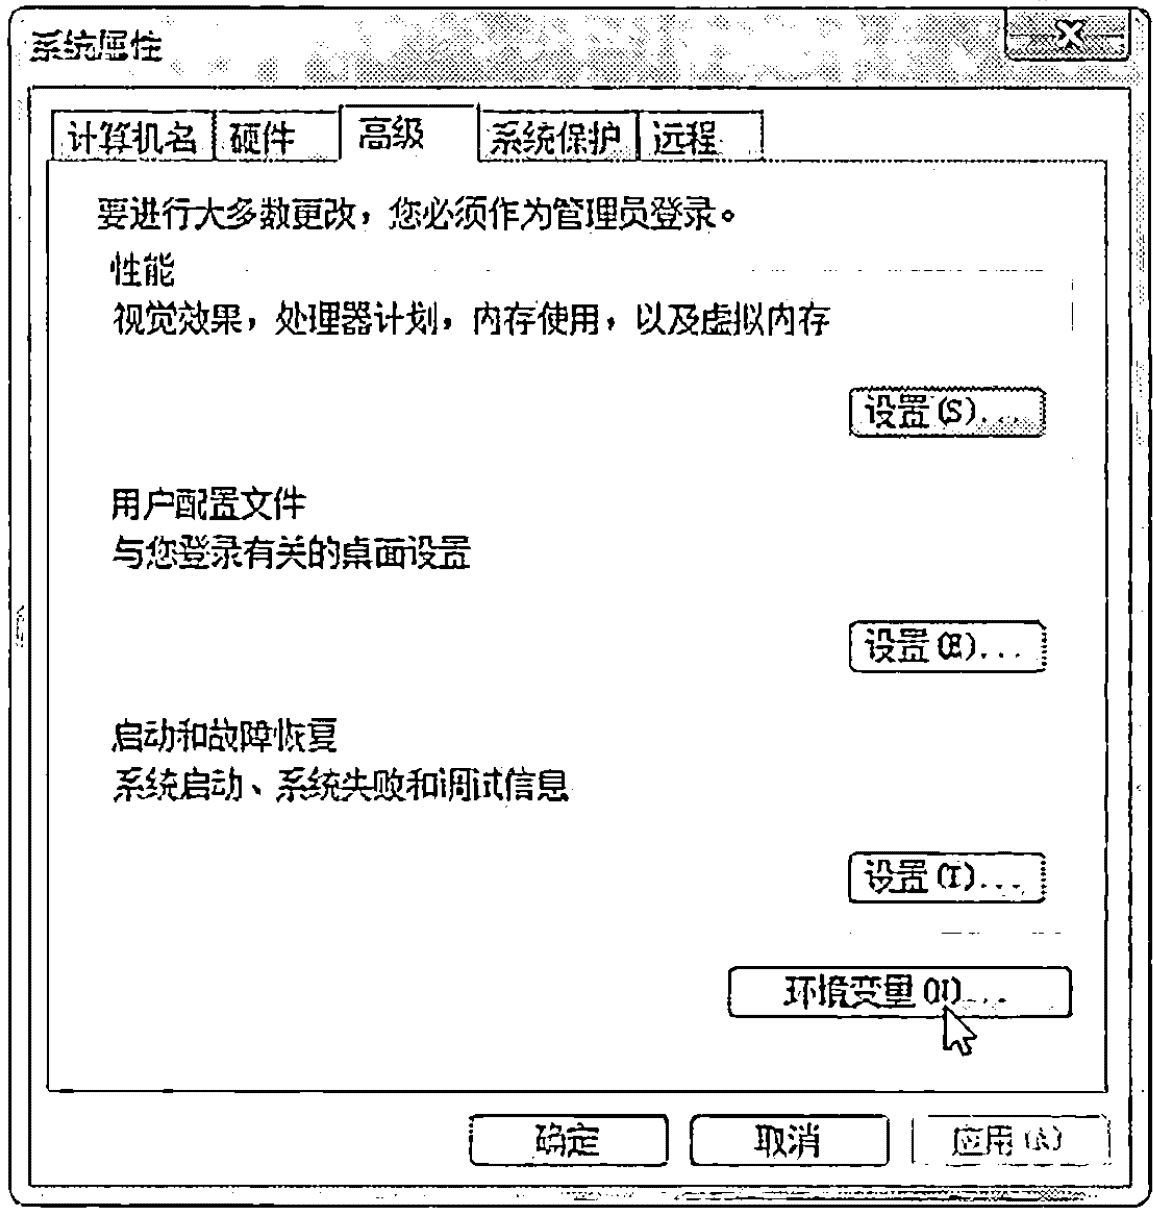 系统属性
计算机名 硬件 高级 系统保护 远程
要进行大多数更改，您必须作为管理员登录。
性能
视觉效果，处理器计划，内存使用，以及虚拟内存
设置(S)...
用户配置文件
与您登录有关的桌面设置
设置(E)...
启动和故障恢复
系统启动、系统失败和调试信息
设置(T)...
环境变量(N)...
确定 取消 应用(A)